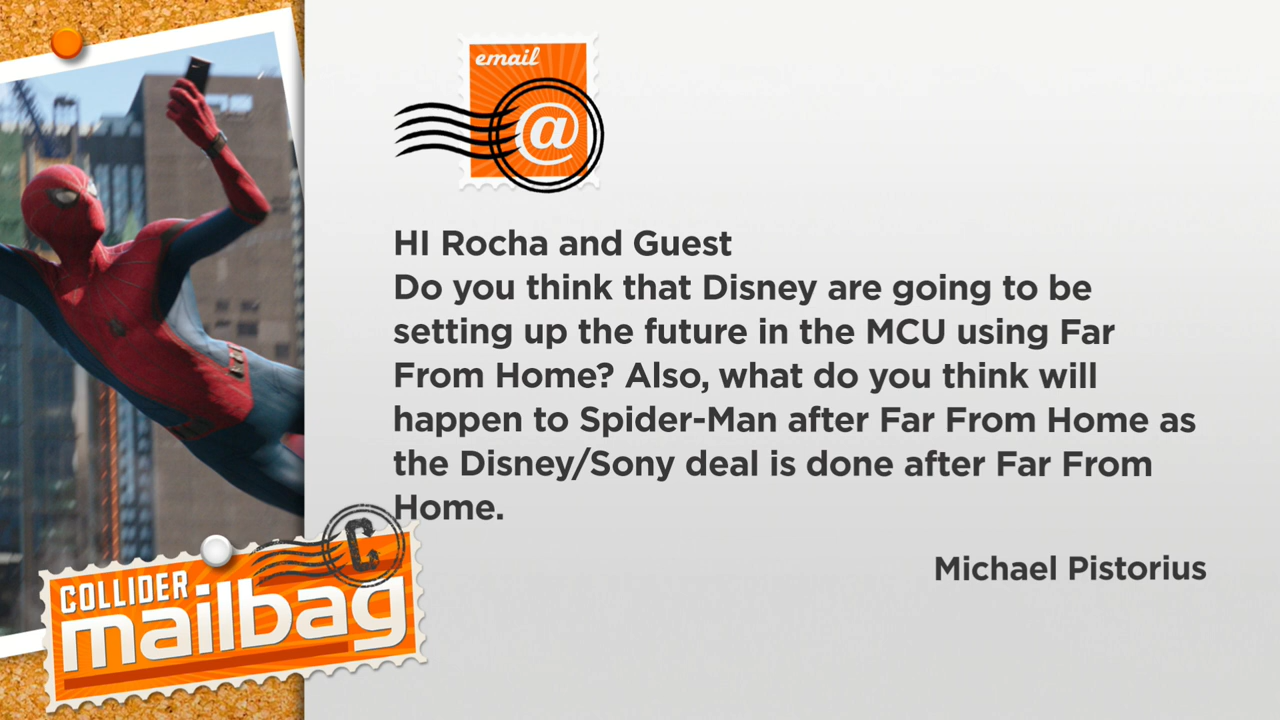 email
@
HI Rocha and Guest
Do you think that Disney are going to be
setting up the future in the MCU using Far
From Home? Also, what do you think will
happen to Spider-Man after Far From Home as
the Disney/Sony deal is done after Far From
Home.
Michael Pistorius
C
COLLIDER
mailbag